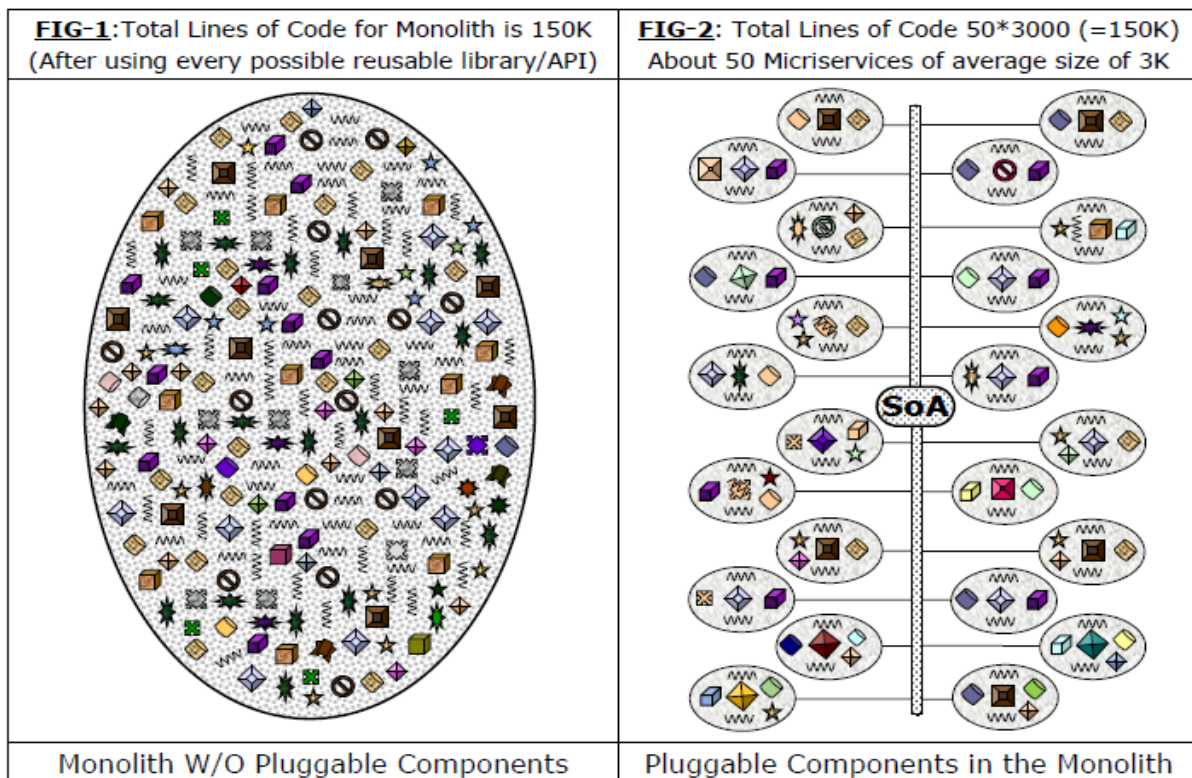 FIG-1:Total Lines of Code for Monolith is 150K
(After using every possible reusable library/API)
FIG-2: Total Lines of Code 50*3000 (=150K)
About 50 Micriservices of average size of 3K
SoA
Monolith W/O Pluggable Components
Pluggable Components in the Monolith